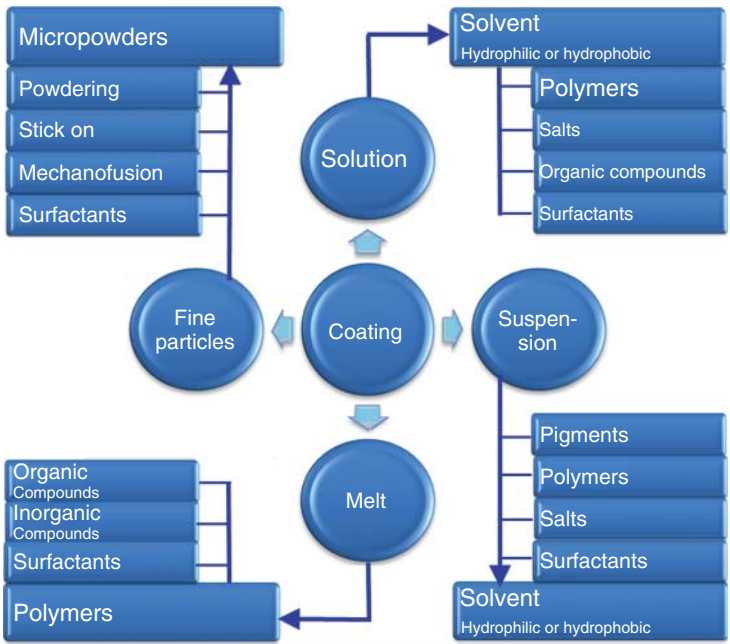 Micropowders
Powdering
Stick on
Mechanofusion
Surfactants
Solvent
Hydrophilic or hydrophobic
Polymers
Salts
Organic compounds
Surfactants
Solution
Fine
particles
Coating
Suspen-
sion
Melt
Organic
Compounds
Inorganic
Compounds
Surfactants
Polymers
Pigments
Polymers
Salts
Surfactants
Solvent
Hydrophilic or hydrophobic